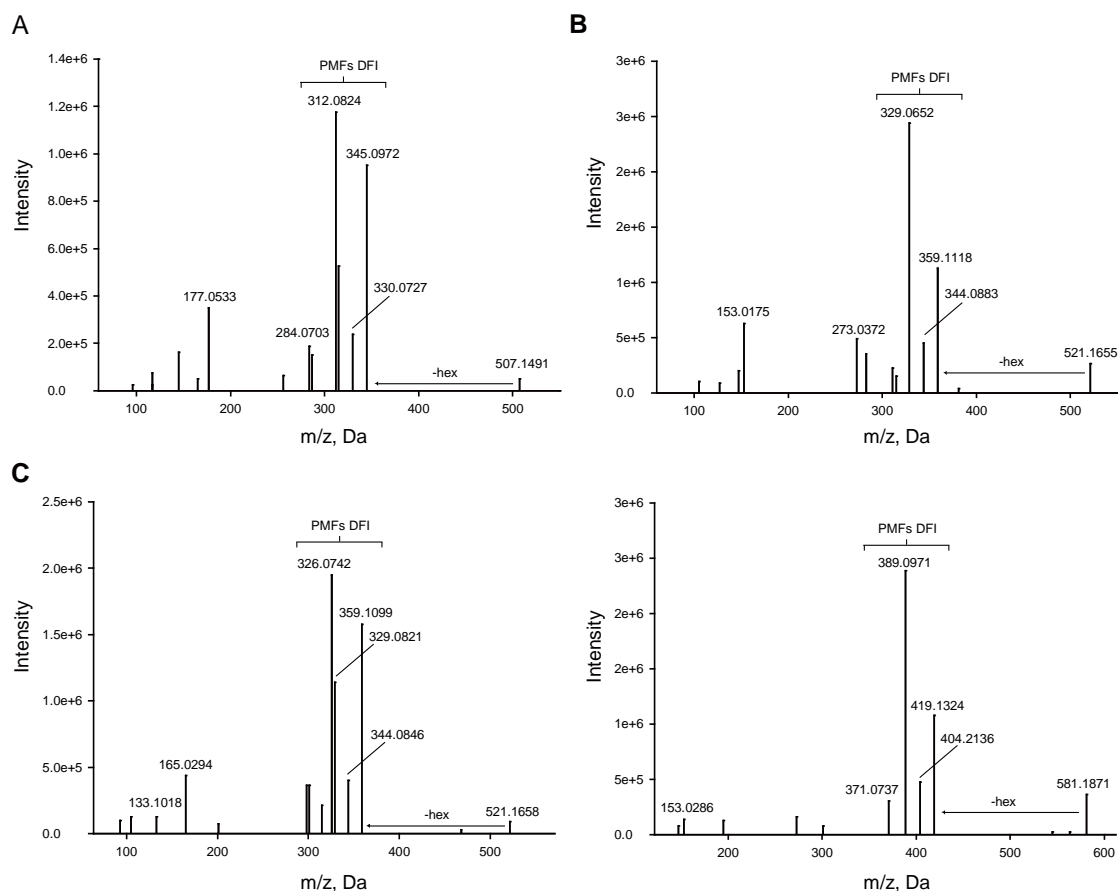 A
1.4e+6
1.2e+6
1.0e+6
8.0e+5
6.0e+5
4.0e+5
2.0e+5
0.0
Intensity
PMFs DFI
312.0824
345.0972
330.0727
177.0533
284.0703
507.1491
-hex
100
200
300
400
500
m/z, Da
B
3e+6
3e+6
2e+6
2e+6
1e+6
5e+5
0.0
Intensity
PMFs DFI
329.0652
359.1118
344.0883
153.0175
273.0372
521.1655
-hex
100
200
300
400
500
m/z, Da
C
2.5e+6
2.0e+6
1.5e+6
1.0e+6
5.0e+5
0.0
Intensity
PMFs DFI
326.0742
359.1099
329.0821
344.0846
165.0294
133.1018
521.1658
-hex
100
200
300
400
500
m/z, Da
3e+6
3e+6
2e+6
2e+6
1e+6
5e+5
0.0
Intensity
PMFs DFI
389.0971
419.1324
404.2136
371.0737
153.0286
581.1871
-hex
200
300
400
500
600
m/z, Da